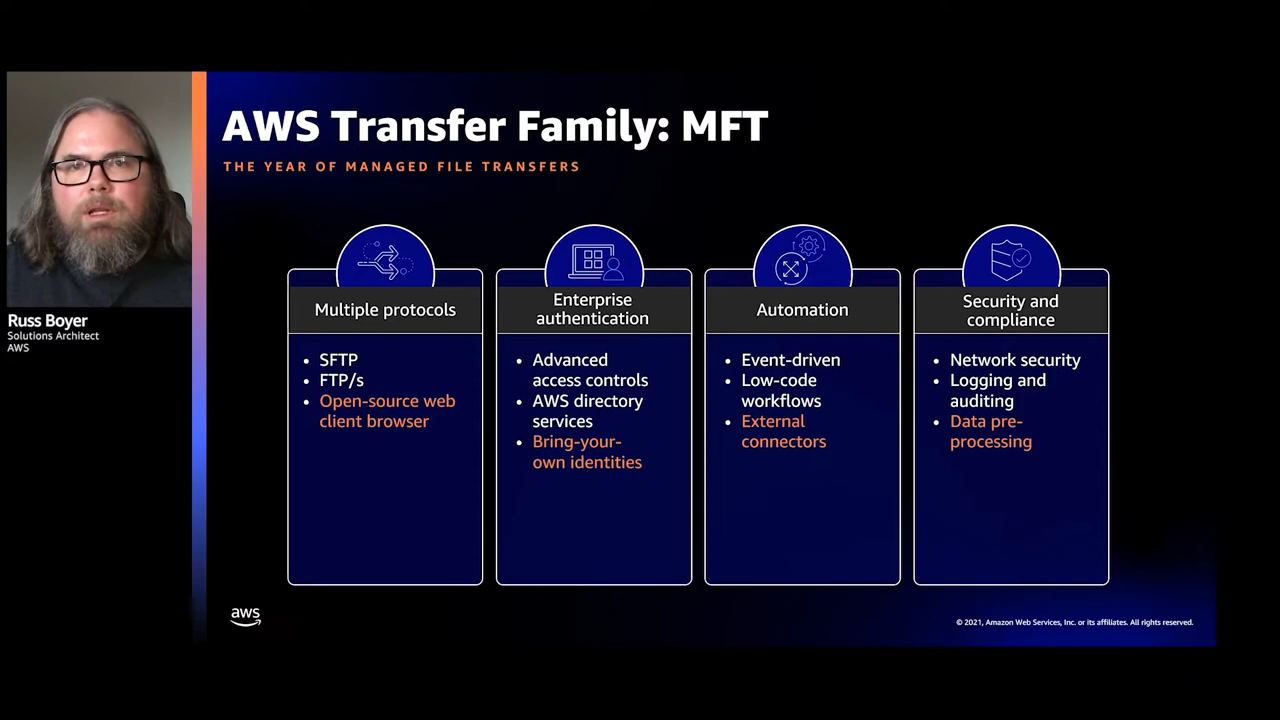 AWS Transfer Family: MFT
THE YEAR OF MANAGED FILE TRANSFERS
Russ Boyer
Solutions Architect
AWS
Multiple protocols
• SFTP
• FTP/s
• Open-source web
client browser
Enterprise
authentication
• Advanced
access controls
• AWS directory
services
• Bring-your-
own identities
Automation
• Event-driven
• Low-code
workflows
• External
connectors
Security and
compliance
• Network security
• Logging and
auditing
• Data pre-
processing
aws
© 2021, Amazon Web Services, Inc. or its affiliates. All rights reserved.